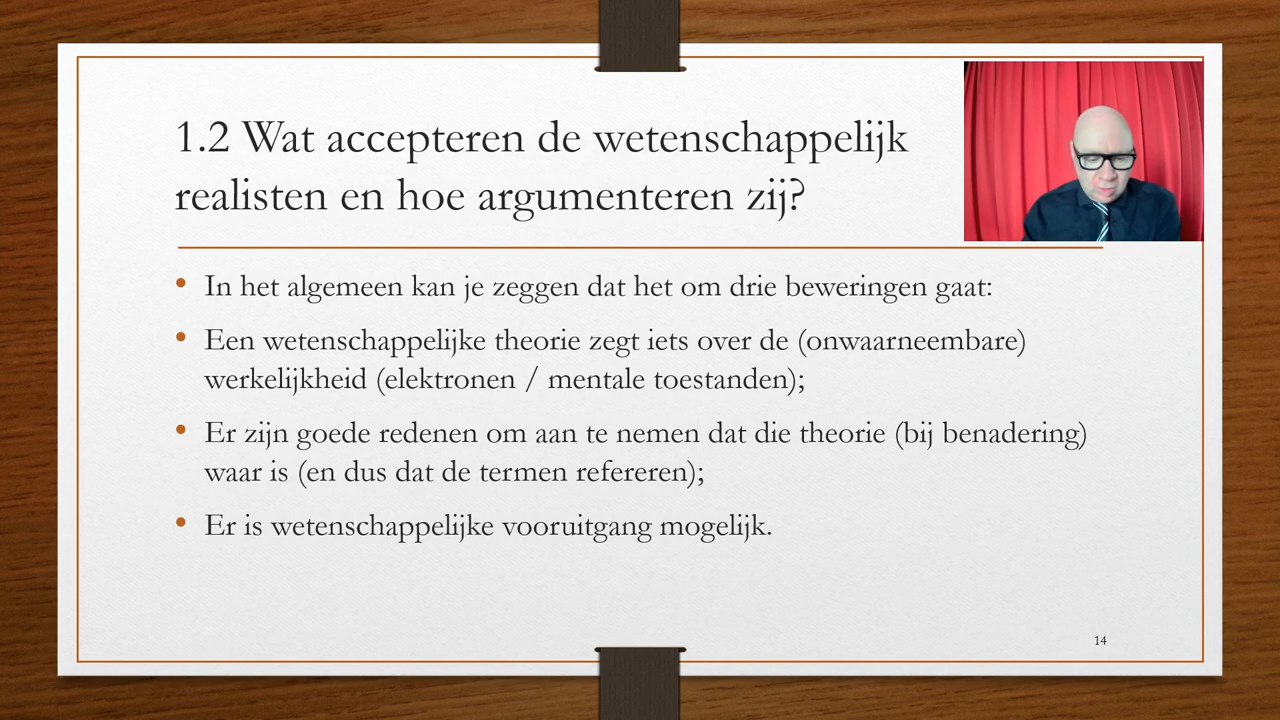 1.2 Wat accepteren de wetenschappelijk
realisten en hoe argumenteren zij?
• In het algemeen kan je zeggen dat het om drie beweringen gaat:
• Een wetenschappelijke theorie zegt iets over de (onwaarneembare)
werkelijkheid (elektronen / mentale toestanden);
• Er zijn goede redenen om aan te nemen dat die theorie (bij benadering)
waar is (en dus dat de termen refereren);
• Er is wetenschappelijke vooruitgang mogelijk.
14